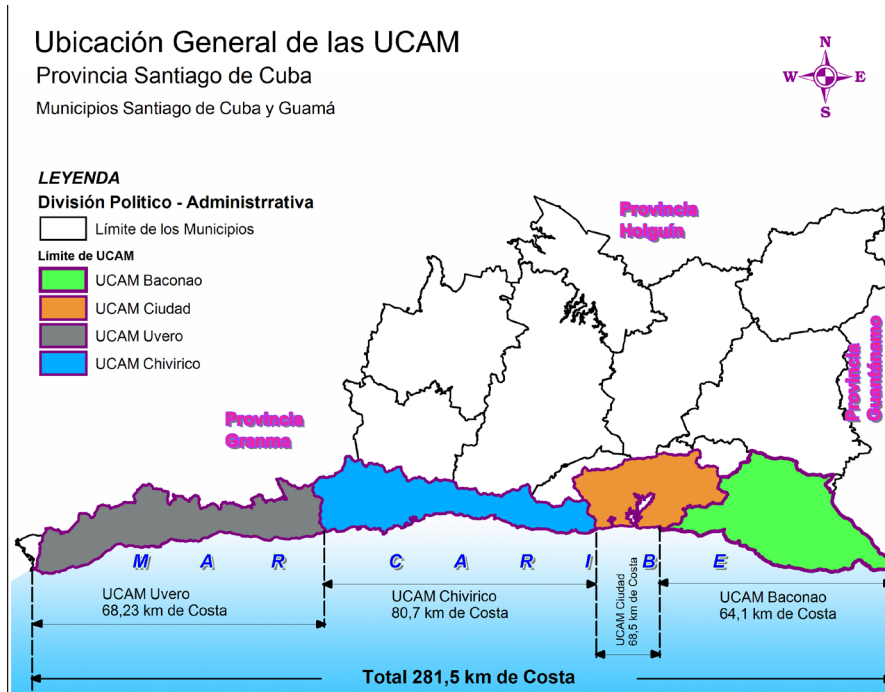 Ubicación General de las UCAM
Provincia Santiago de Cuba
Municipios Santiago de Cuba y Guamá
N
W
E
S
LEYENDA
División Politico - Administrrativa
Límite de los Municipios
Límite de UCAM
UCAM Baconao
UCAM Ciudad
UCAM Uvero
UCAM Chivirico
Provincia
Holguín
Provincia
Guantánamo
Provincia
Granma
M A R C A R I B E
UCAM Uvero
68,23 km de Costa
UCAM Chivirico
80,7 km de Costa
UCAM Ciudad
68,5 km de Costa
UCAM Baconao
64,1 km de Costa
Total 281,5 km de Costa